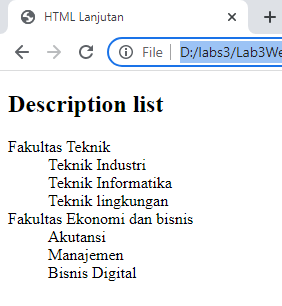 HTML Lanjutan
File D:/labs3/Lab3We
Description list
Fakultas Teknik
Teknik Industri
Teknik Informatika
Teknik lingkungan
Fakultas Ekonomi dan bisnis
Akutansi
Manajemen
Bisnis Digital